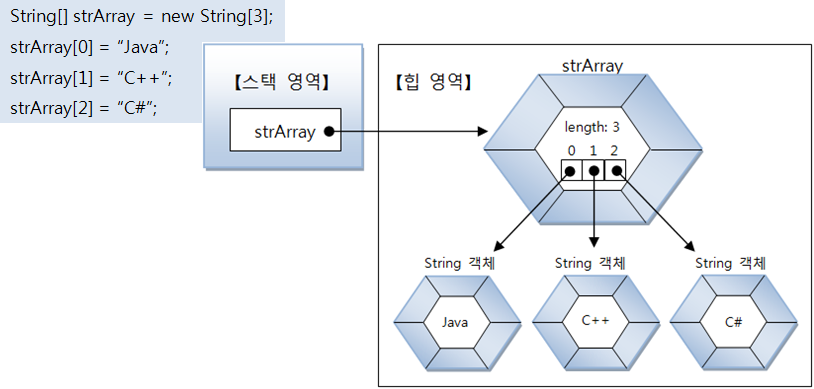 String[] strArray = new String[3];
strArray[0] = “Java”;
strArray[1] = “C++”;
strArray[2] = “C#”;
【스택 영역】
strArray
【힙 영역】
strArray
length: 3
0 1 2
String 객체
String 객체
String 객체
Java
C++
C#